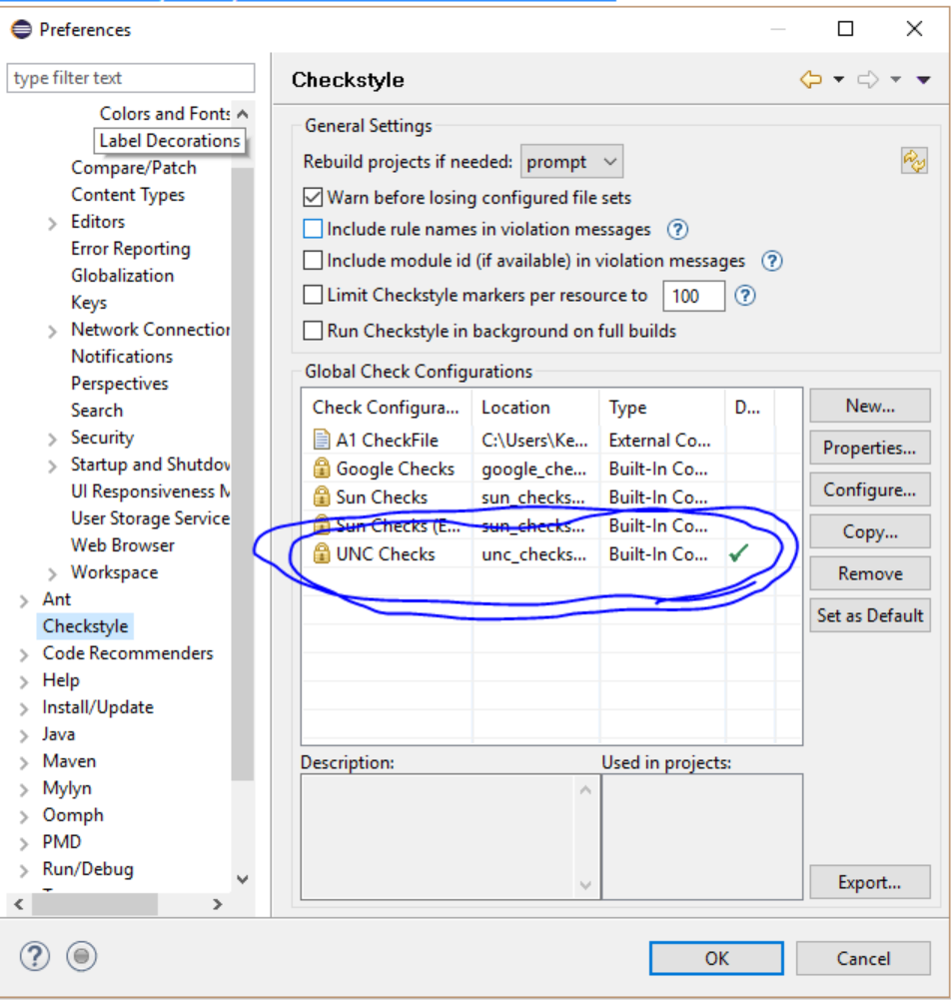 Preferences
type filter text
Colors and Fonts
Label Decorations
Compare/Patch
Content Types
Editors
Error Reporting
Globalization
Keys
Network Connection
Notifications
Perspectives
Search
Security
Startup and Shutdow
UI Responsiveness M
User Storage Service
Web Browser
Workspace
Ant
Checkstyle
Code Recommenders
Help
Install/Update
Java
Maven
Mylyn
Oomph
PMD
Run/Debug
Checkstyle
General Settings
Rebuild projects if needed: prompt
Warn before losing configured file sets
Include rule names in violation messages ?
Include module id (if available) in violation messages ?
Limit Checkstyle markers per resource to 100 ?
Run Checkstyle in background on full builds
Global Check Configurations
Check Configura... Location Type D...
A1 CheckFile C:\Users\Ke... External Co...
Google Checks google_che... Built-In Co...
Sun Checks sun_checks... Built-In Co...
Sun Checks (E... sun_checks... Built-In Co...
UNC Checks unc_checks... Built-In Co...
New...
Properties...
Configure...
Copy...
Remove
Set as Default
Description: Used in projects:
Export...
? OK Cancel